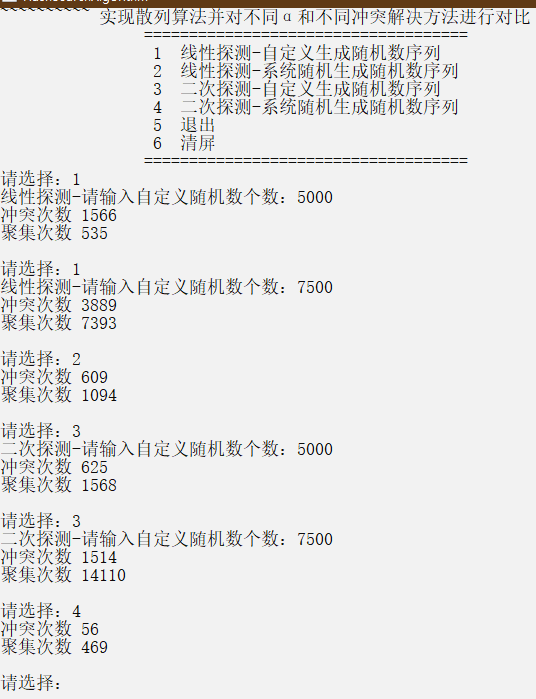 实现散列算法并对不同α和不同冲突解决方法进行对比
====================================
1 线性探测-自定义生成随机数序列
2 线性探测-系统随机生成随机数序列
3 二次探测-自定义生成随机数序列
4 二次探测-系统随机生成随机数序列
5 退出
6 清屏
====================================
请选择：1
线性探测-请输入自定义随机数个数：5000
冲突次数 1566
聚集次数 535
请选择：1
线性探测-请输入自定义随机数个数：7500
冲突次数 3889
聚集次数 7393
请选择：2
冲突次数 609
聚集次数 1094
请选择：3
二次探测-请输入自定义随机数个数：5000
冲突次数 625
聚集次数 1568
请选择：3
二次探测-请输入自定义随机数个数：7500
冲突次数 1514
聚集次数 14110
请选择：4
冲突次数 56
聚集次数 469
请选择：